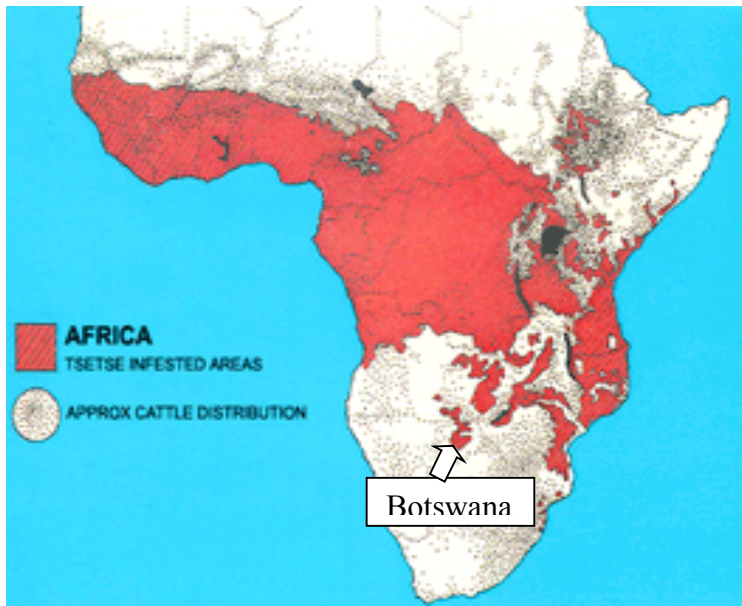 AFRICA
TSETSE INFESTED AREAS
APPROX CATTLE DISTRIBUTION
Botswana